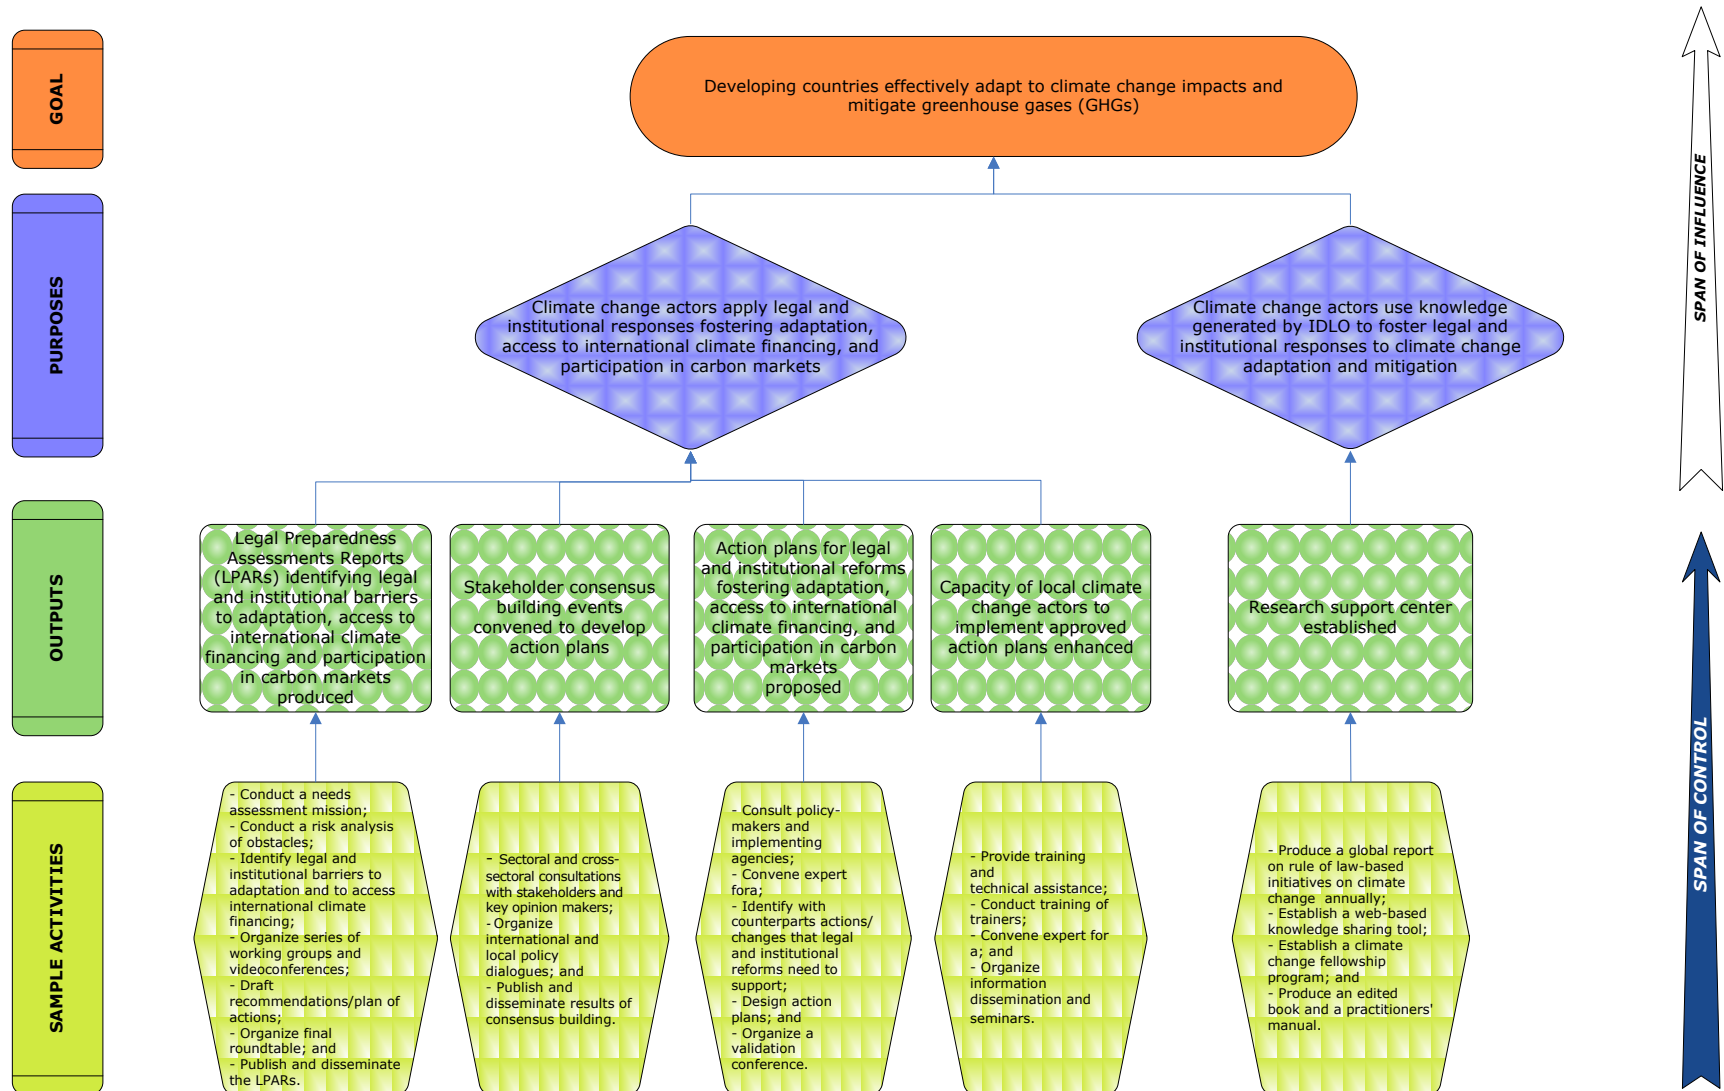 GOAL
Developing countries effectively adapt to climate change impacts and
mitigate greenhouse gases (GHGs)
SPAN OF INFLUENCE
PURPOSES
Climate change actors apply legal and
institutional responses fostering adaptation,
access to international climate financing, and
participation in carbon markets
Climate change actors use knowledge
generated by IDLO to foster legal and
institutional responses to climate change
adaptation and mitigation
OUTPUTS
Legal Preparedness
Assessments Reports
(LPARs) identifying legal
and institutional barriers
to adaptation, access to
international climate
financing and participation
in carbon markets
produced
Stakeholder consensus
building events
convened to develop
action plans
Action plans for legal
and institutional reforms
fostering adaptation,
access to international
climate financing, and
participation in carbon
markets
proposed
Capacity of local climate
change actors to
implement approved
action plans enhanced
Research support center
established
SPAN OF CONTROL
SAMPLE ACTIVITIES
- Conduct a needs
assessment mission;
- Conduct a risk analysis
of obstacles;
- Identify legal and
institutional barriers to
adaptation and to access
international climate
financing;
- Organize series of
working groups and
videoconferences;
- Draft
recommendations/plan of
actions;
- Organize final
roundtable; and
- Publish and disseminate
the LPARs.
- Sectoral and cross-
sectoral consultations
with stakeholders and
key opinion makers;
- Organize
international and
local policy
dialogues; and
- Publish and
disseminate results of
consensus building.
- Consult policy-
makers and
implementing
agencies;
- Convene expert
fora;
- Identify with
counterparts actions/
changes that legal
and institutional
reforms need to
support;
- Design action
plans; and
- Organize a
validation
conference.
- Provide training
and
technical assistance;
- Conduct training of
trainers;
- Convene expert for
a; and
- Organize
information
dissemination and
seminars.
- Produce a global report
on rule of law-based
initiatives on climate
change  annually;
- Establish a web-based
knowledge sharing tool;
- Establish a climate
change fellowship
program; and
- Produce an edited
book and a practitioners'
manual.